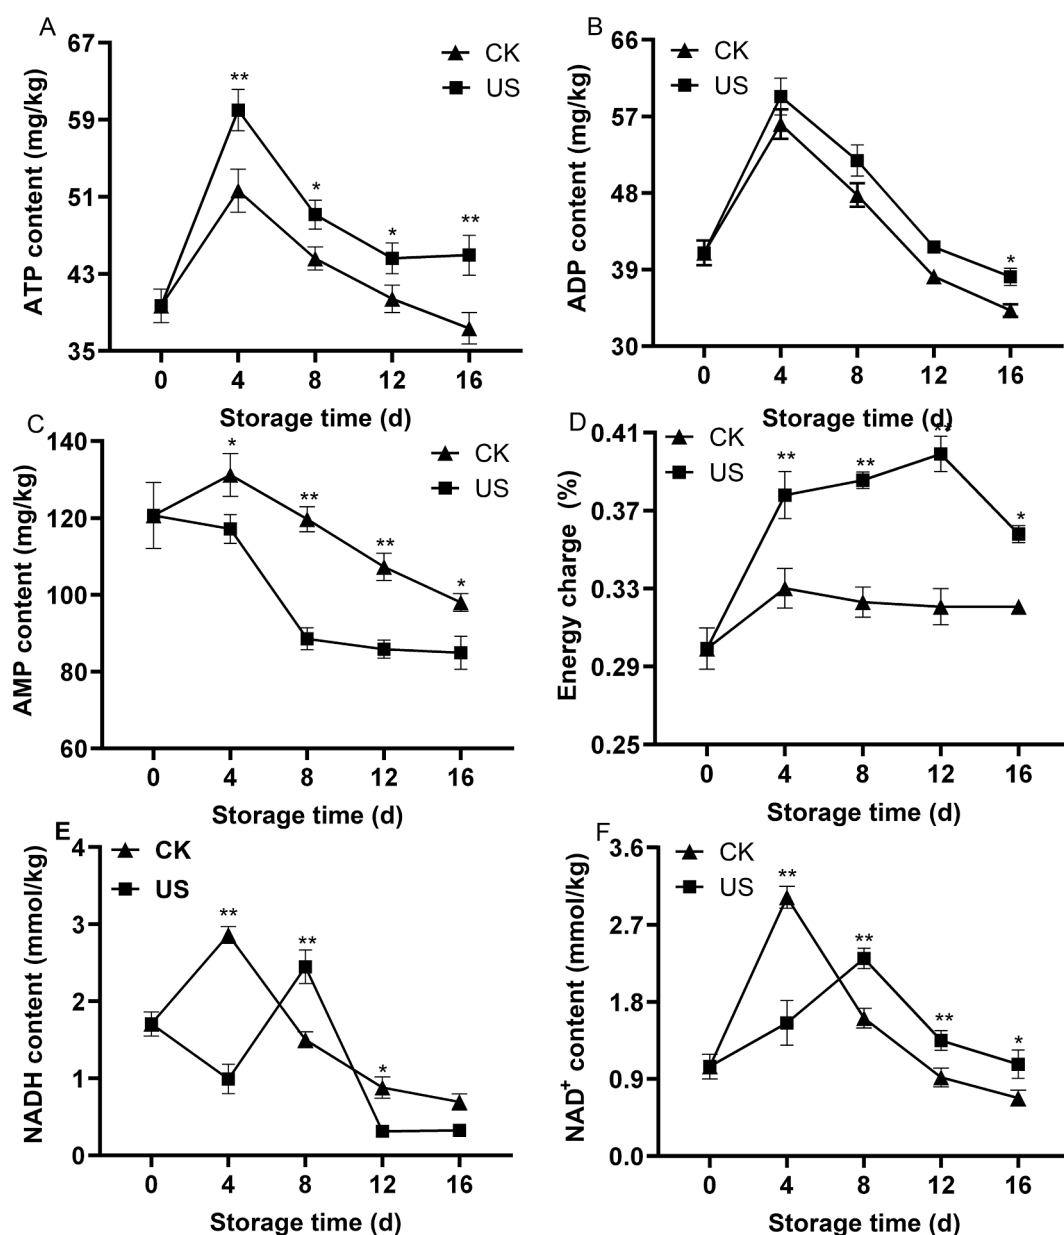 A
67
59
51
43
35
ATP content (mg/kg)
CK
US
**
*
*
**
0 4 8 12 16
Storage time (d)
B
66
57
48
39
30
ADP content (mg/kg)
CK
US
*
0 4 8 12 16
Storage time (d)
C
140
120
100
80
60
AMP content (mg/kg)
CK
US
*
**
**
*
0 4 8 12 16
Storage time (d)
D
0.41
0.37
0.33
0.29
0.25
Energy charge (%)
CK
US
**
**
**
*
0 4 8 12 16
Storage time (d)
E
4
3
2
1
0
NADH content (mmol/kg)
CK
US
**
**
*
0 4 8 12 16
Storage time (d)
F
3.6
2.7
1.8
0.9
0.0
NAD⁺ content (mmol/kg)
CK
US
**
**
**
*
0 4 8 12 16
Storage time (d)